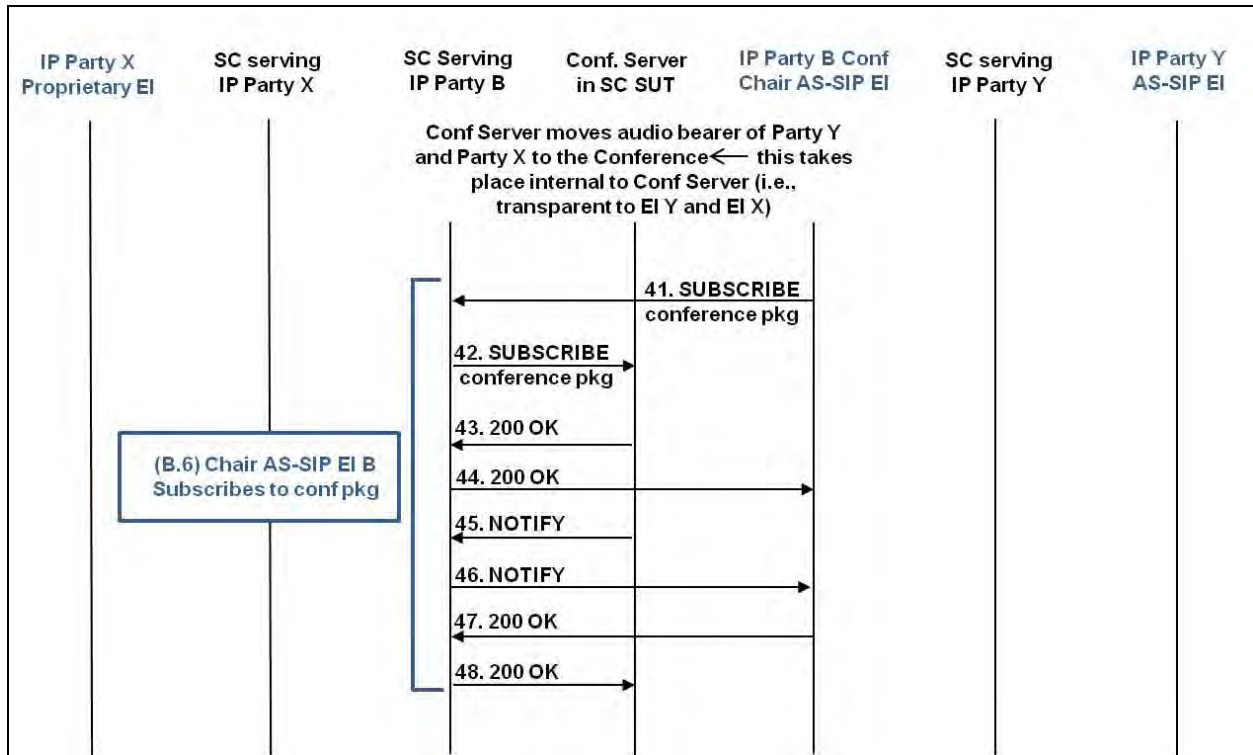 IP Party X
Proprietary EI
SC serving
IP Party X
SC Serving
IP Party B
Conf. Server
in SC SUT
IP Party B Conf
Chair AS-SIP EI
SC serving
IP Party Y
IP Party Y
AS-SIP EI
Conf Server moves audio bearer of Party Y
and Party X to the Conference← this takes
place internal to Conf Server (i.e.,
transparent to EI Y and EI X)
41. SUBSCRIBE
conference pkg
42. SUBSCRIBE
conference pkg
43. 200 OK
(B.6) Chair AS-SIP EI B
Subscribes to conf pkg
44. 200 OK
45. NOTIFY
46. NOTIFY
47. 200 OK
48. 200 OK